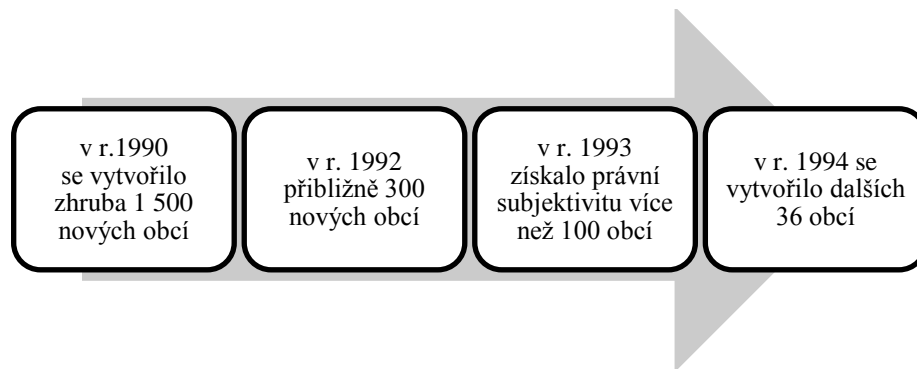 v r.1990
se vytvořilo
zhruba 1 500
nových obcí
v r. 1992
přibližně 300
nových obcí
v r. 1993
získalo právní
subjektivitu více
než 100 obcí
v r. 1994 se
vytvořilo dalších
36 obcí